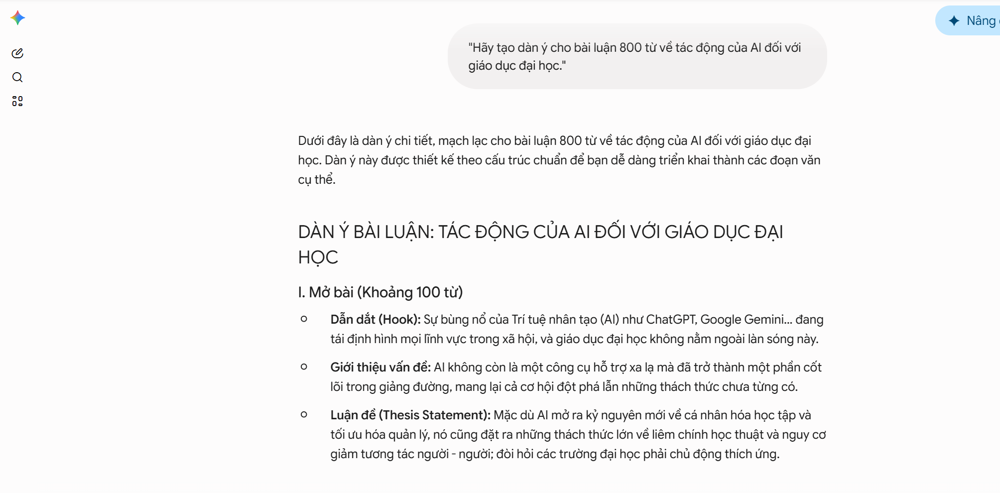 Nâng
"Hãy tạo dàn ý cho bài luận 800 từ về tác động của AI đối với
giáo dục đại học."
Dưới đây là dàn ý chi tiết, mạch lạc cho bài luận 800 từ về tác động của AI đối với giáo dục đại
học. Dàn ý này được thiết kế theo cấu trúc chuẩn để bạn dễ dàng triển khai thành các đoạn văn
cụ thể.
DÀN Ý BÀI LUẬN: TÁC ĐỘNG CỦA AI ĐỐI VỚI GIÁO DỤC ĐẠI
HỌC
I. Mở bài (Khoảng 100 từ)
Dẫn dắt (Hook): Sự bùng nổ của Trí tuệ nhân tạo (AI) như ChatGPT, Google Gemini... đang
tái định hình mọi lĩnh vực trong xã hội, và giáo dục đại học không nằm ngoài làn sóng này.
Giới thiệu vấn đề: AI không còn là một công cụ hỗ trợ xa lạ mà đã trở thành một phần cốt
lõi trong giảng đường, mang lại cả cơ hội đột phá lẫn những thách thức chưa từng có.
Luận đề (Thesis Statement): Mặc dù AI mở ra kỷ nguyên mới về cá nhân hóa học tập và
tối ưu hóa quản lý, nó cũng đặt ra những thách thức lớn về liêm chính học thuật và nguy cơ
giảm tương tác người - người; đòi hỏi các trường đại học phải chủ động thích ứng.